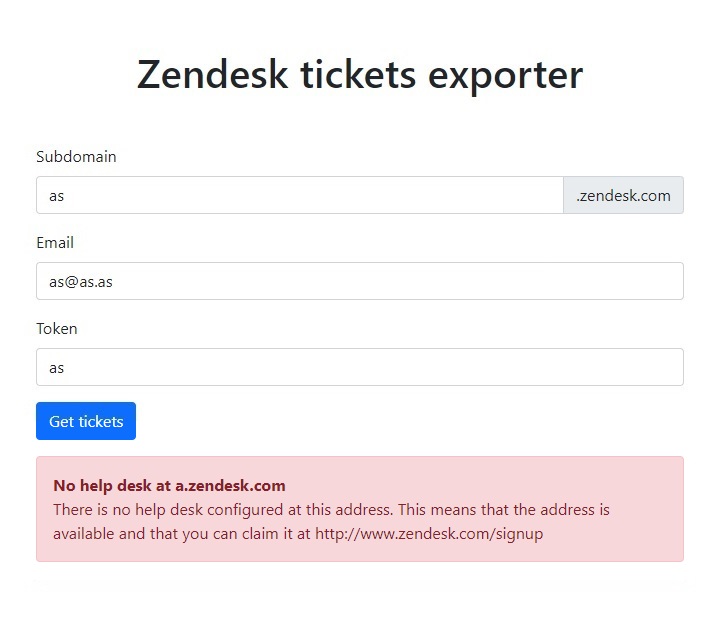 Zendesk tickets exporter
Subdomain
as
.zendesk.com
Email
as@as.as
Token
as
Get tickets
No help desk at a.zendesk.com
There is no help desk configured at this address. This means that the address is
available and that you can claim it at http://www.zendesk.com/signup